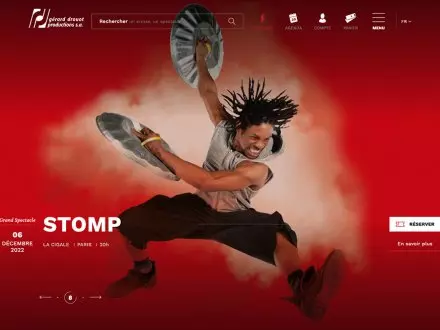 gérard drouot
productions s.a.
Rechercher un artiste, un spectacle
AGENDA
COMPTE
PANIER
MENU
FR
Grand Spectacle
06
DÉCEMBRE
2022
STOMP
LA CIGALE | PARIS | 20h
RÉSERVER
En savoir plus
8